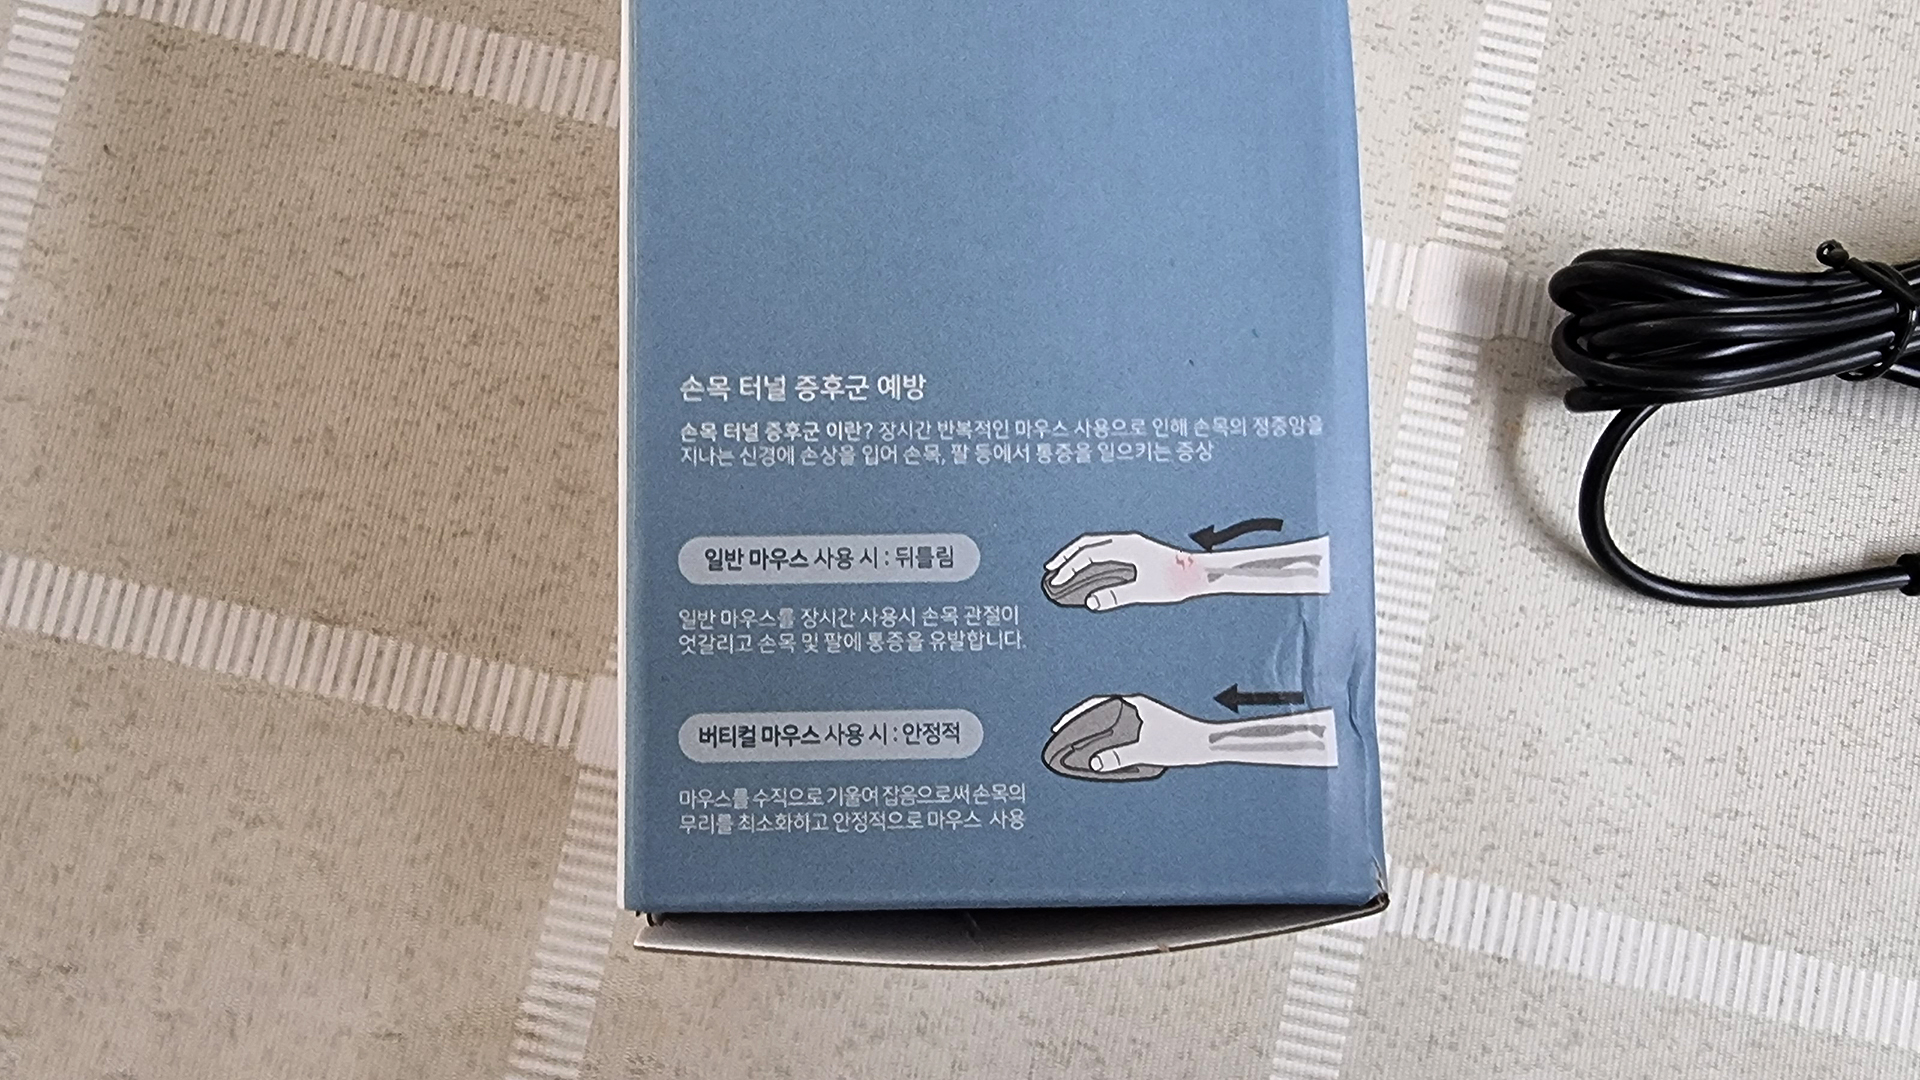 손목 터널 증후군 예방
손목 터널 증후군 이란? 장시간 반복적인 마우스 사용으로 인해 손목의 정중앙을
지나는 신경에 손상을 입어 손목, 팔 등에서 통증을 일으키는 증상
일반 마우스 사용 시 : 뒤틀림
일반 마우스를 장시간 사용시 손목 관절이
엇갈리고 손목 및 팔에 통증을 유발합니다.
버티컬 마우스 사용 시 : 안정적
마우스를 수직으로 기울여 잡음으로써 손목의
무리를 최소화하고 안정적으로 마우스 사용